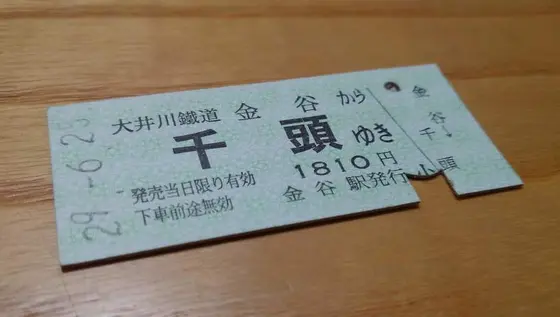 29.-6.23
大井川鐵道 金谷から
千頭ゆき
1810円
発売当日限り有効
下車前途無効
金谷駅発行
金谷
↓
千頭
小